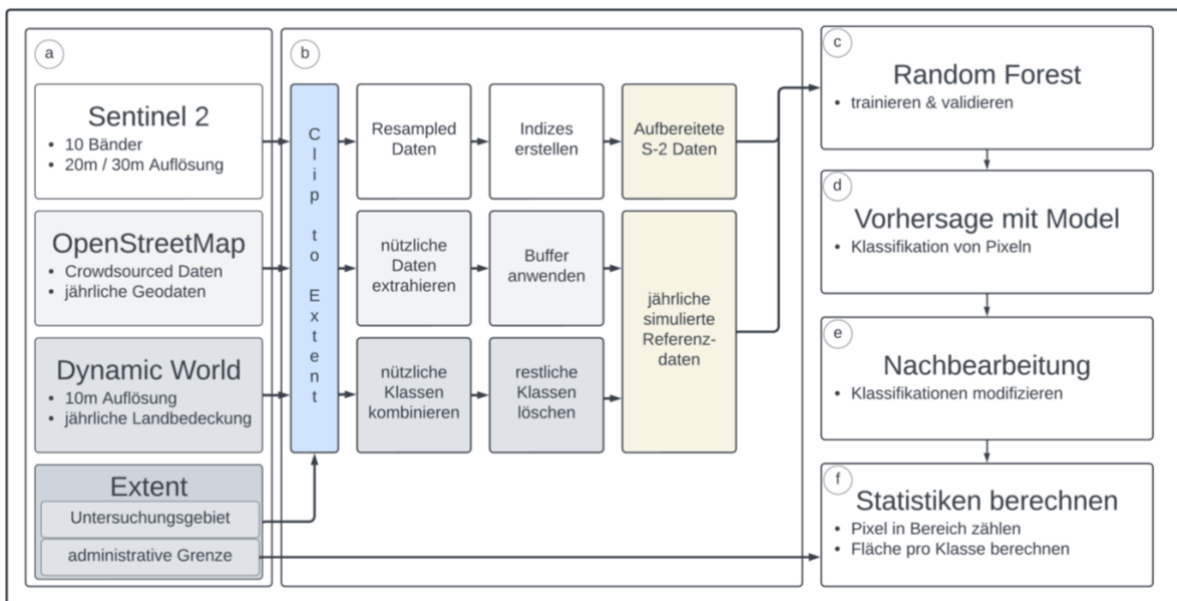 a
Sentinel 2
• 10 Bänder
• 20m / 30m Auflösung
OpenStreetMap
• Crowdsourced Daten
• jährliche Geodaten
Dynamic World
• 10m Auflösung
• jährliche Landbedeckung
Extent
Untersuchungsgebiet
administrative Grenze
b
Clip to Extent
Resampled
Daten
Indizes
erstellen
Aufbereitete
S-2 Daten
nützliche
Daten
extrahieren
Buffer
anwenden
jährliche
simulierte
Referenz-
daten
nützliche
Klassen
kombinieren
restliche
Klassen
löschen
c
Random Forest
• trainieren & validieren
d
Vorhersage mit Model
• Klassifikation von Pixeln
e
Nachbearbeitung
• Klassifikationen modifizieren
f
Statistiken berechnen
• Pixel in Bereich zählen
• Fläche pro Klasse berechnen